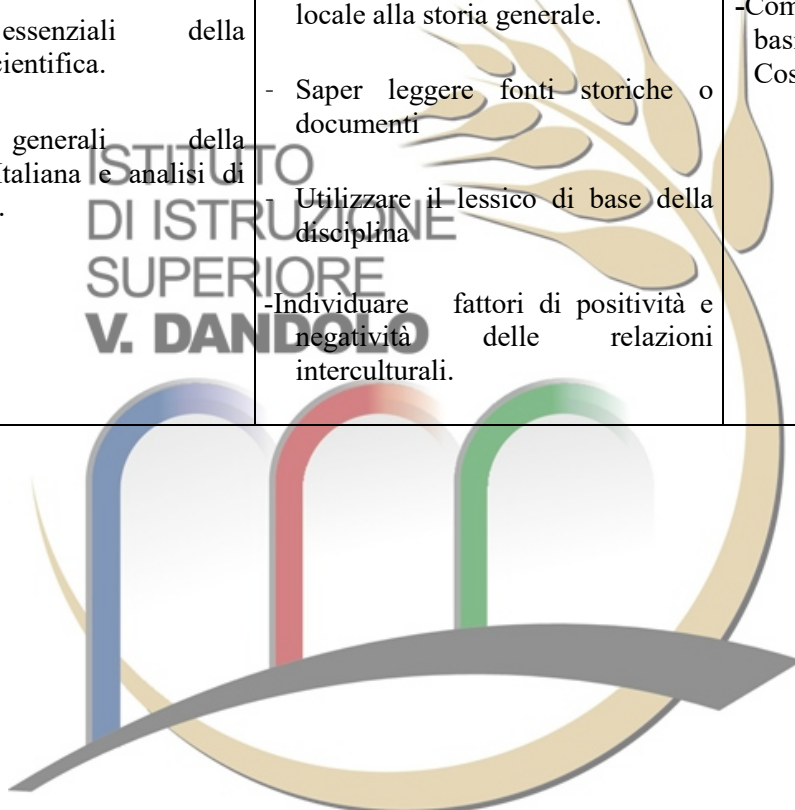 essenziali della
cientifica.
generali della
Italiana e analisi di
.
locale alla storia generale.
- Saper leggere fonti storiche o
documenti
- Utilizzare il lessico di base della
disciplina
-Individuare fattori di positività e
negatività delle relazioni
interculturali.
-Com
basi
Cos
ISTITUTO
DI ISTRUZIONE
SUPERIORE
V. DANDOLO